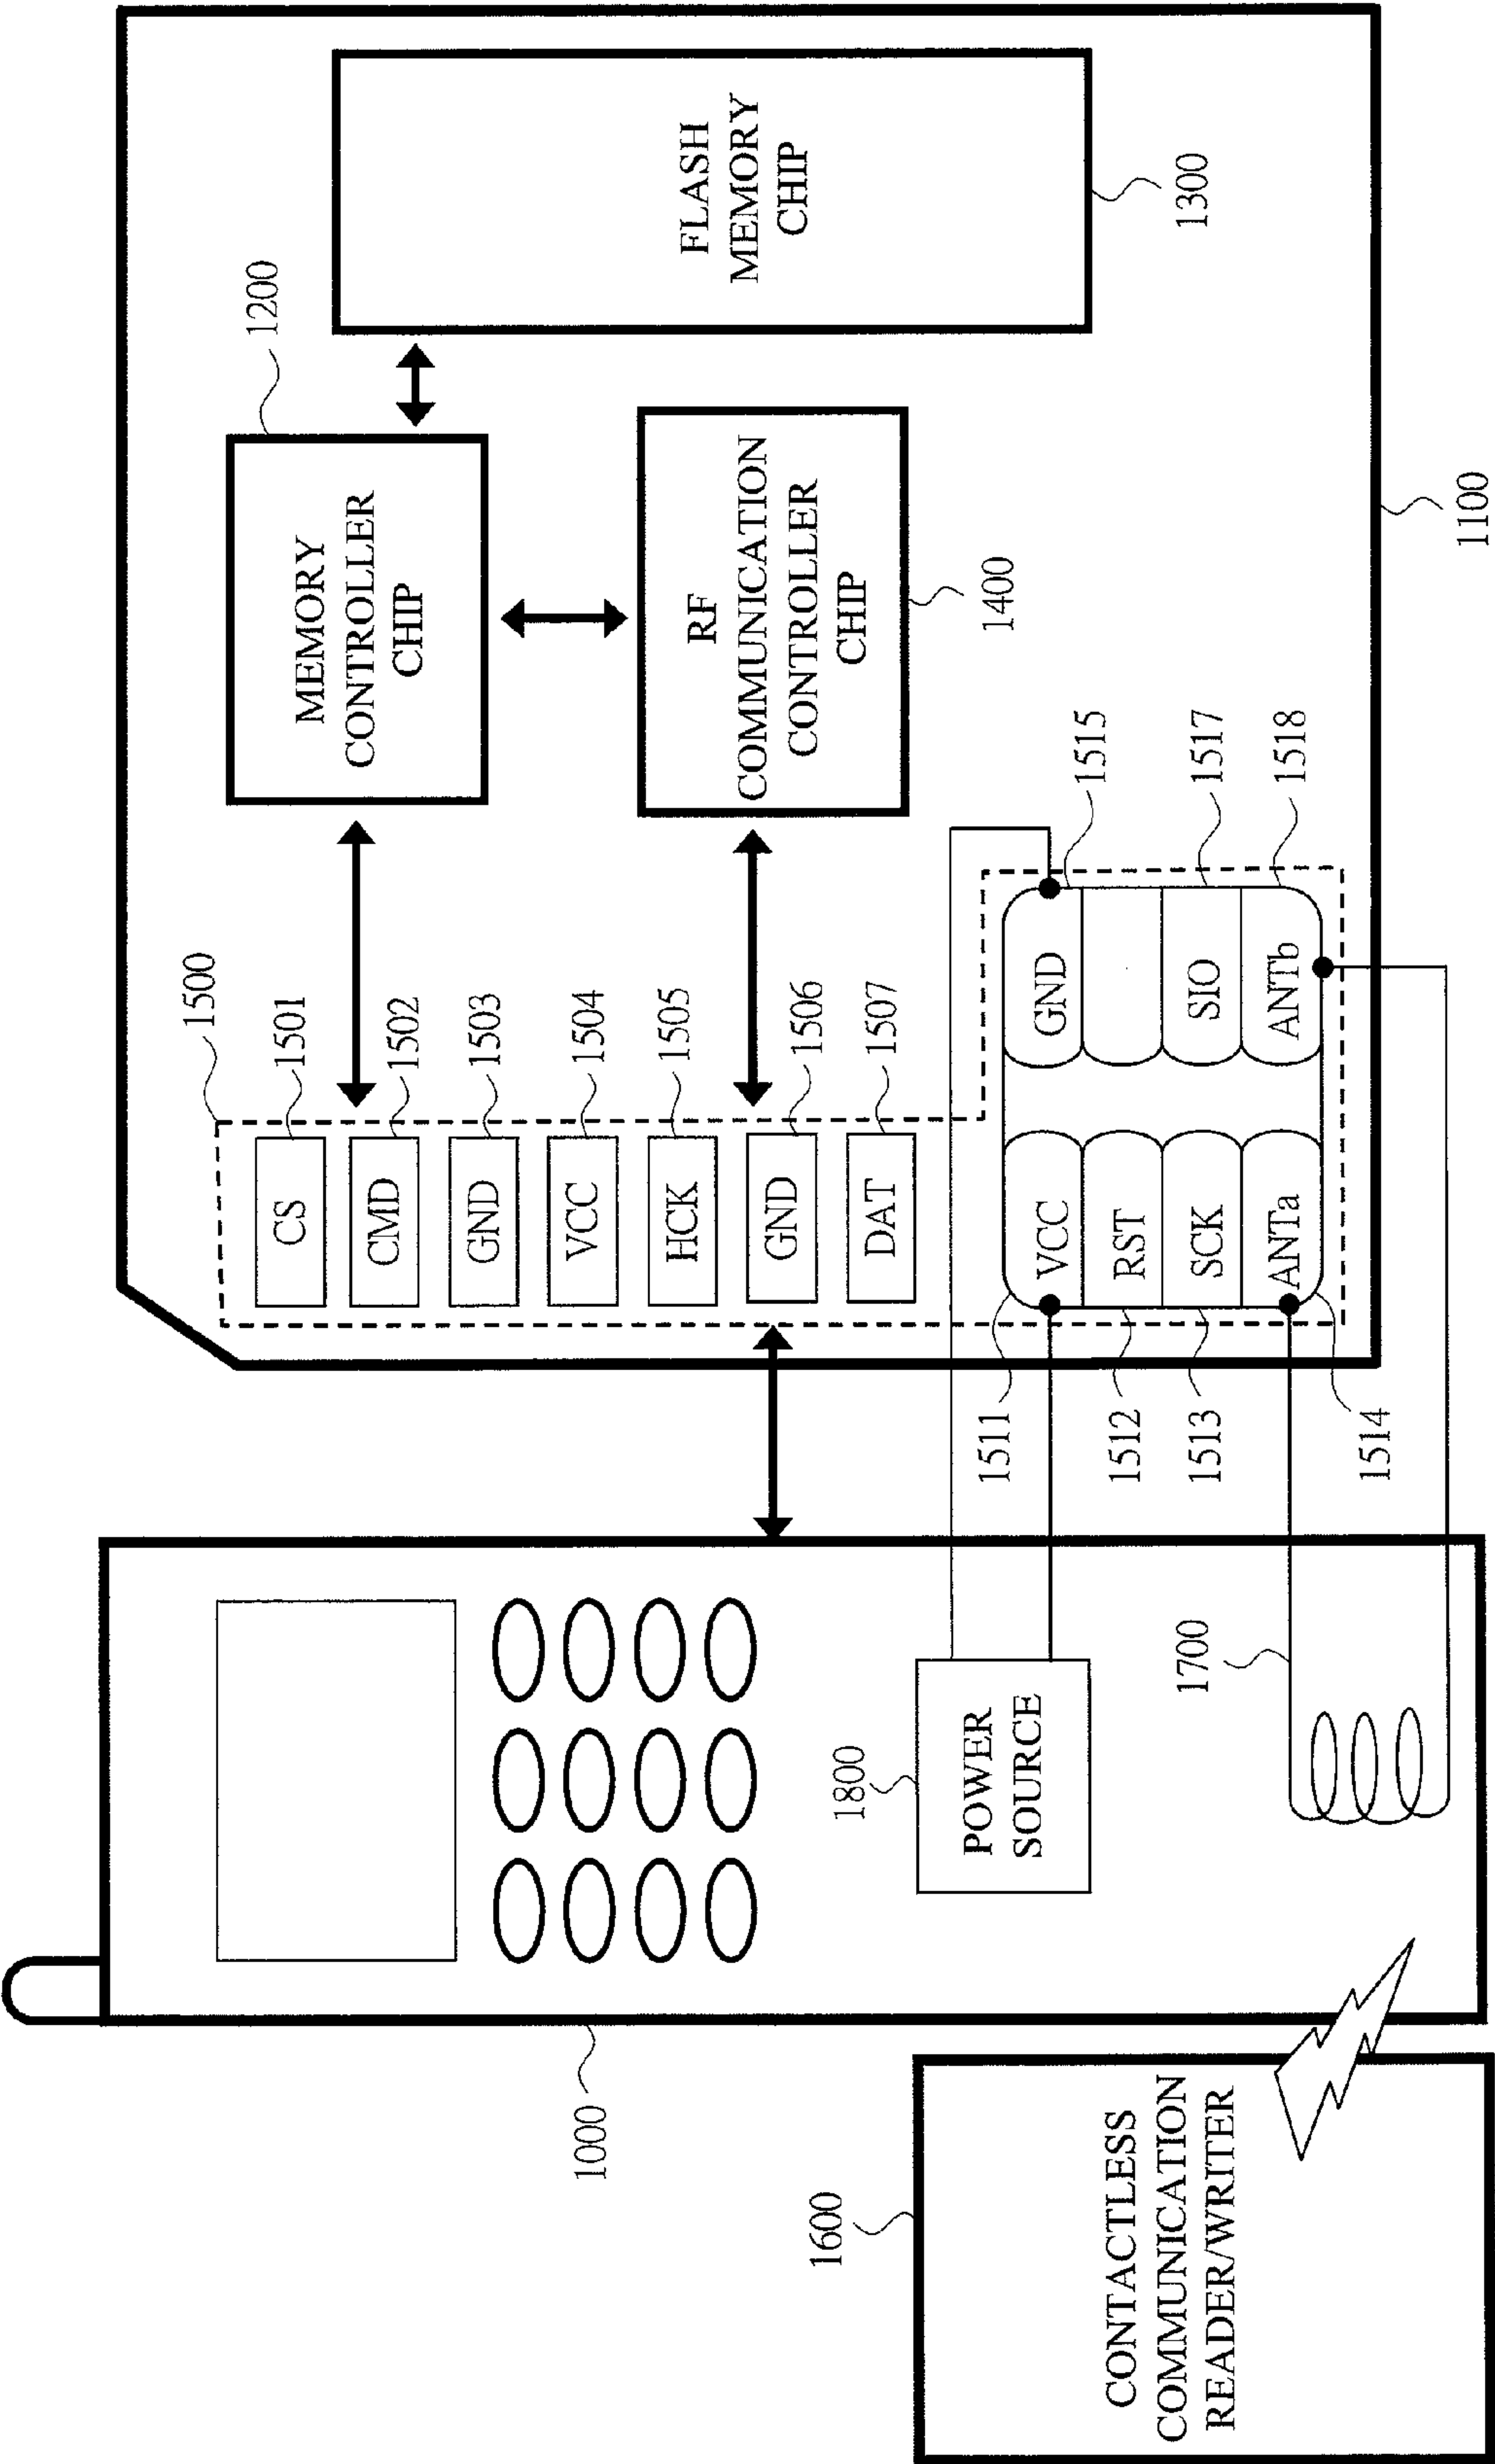 1200
1500
MEMORY
CONTROLLER
CHIP
FLASH
MEMORY
CHIP
1300
RF
COMMUNICATION
CONTROLLER
CHIP
1400
CS
1501
CMD
1502
GND
1503
VCC
1504
HCK
1505
GND
1506
DAT
1507
VCC
RST
SCK
ANTa
GND
SIO
ANTb
1515
1517
1518
1511
1512
1513
1514
1100
1000
1800
POWER
SOURCE
1700
1600
CONTACTLESS
COMMUNICATION
READER/WRITER